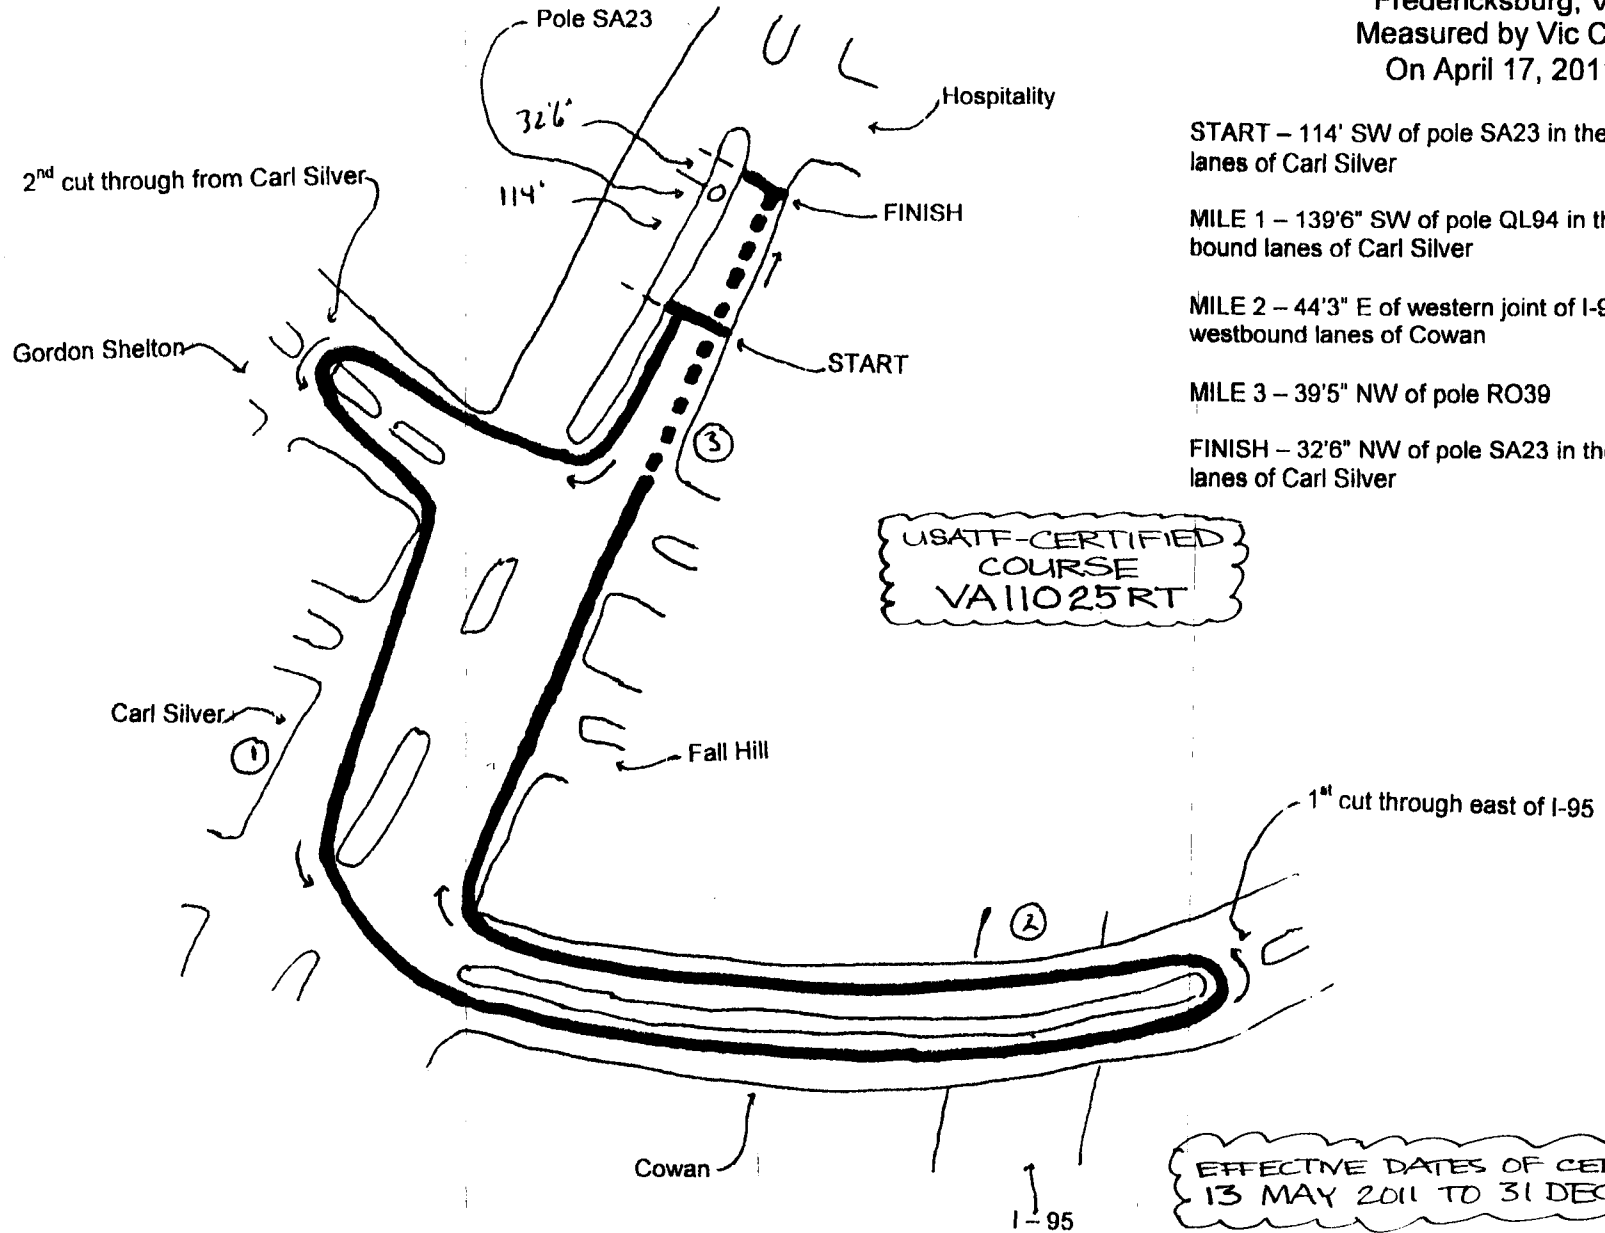 Fredericksburg, V
Measured by Vic C
On April 17, 201
START – 114' SW of pole SA23 in the
lanes of Carl Silver
MILE 1 – 139'6" SW of pole QL94 in th
bound lanes of Carl Silver
MILE 2 – 44'3" E of western joint of I-9
westbound lanes of Cowan
MILE 3 – 39'5" NW of pole RO39
FINISH – 32'6" NW of pole SA23 in the
lanes of Carl Silver
Pole SA23
32'6"
114'
Hospitality
2nd cut through from Carl Silver
FINISH
Gordon Shelton
START
3
USATF-CERTIFIED
COURSE
VA11025RT
Carl Silver
1
Fall Hill
1st cut through east of I-95
2
Cowan
I-95
EFFECTIVE DATES OF CE
13 MAY 2011 TO 31 DEC